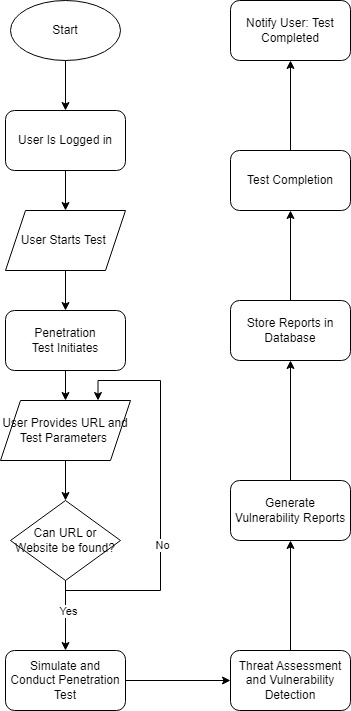 Start
User Is Logged in
User Starts Test
Penetration
Test Initiates
User Provides URL and
Test Parameters
Can URL or
Website be found?
No
Yes
Simulate and
Conduct Penetration
Test
Threat Assessment
and Vulnerability
Detection
Generate
Vulnerability Reports
Store Reports in
Database
Test Completion
Notify User: Test
Completed